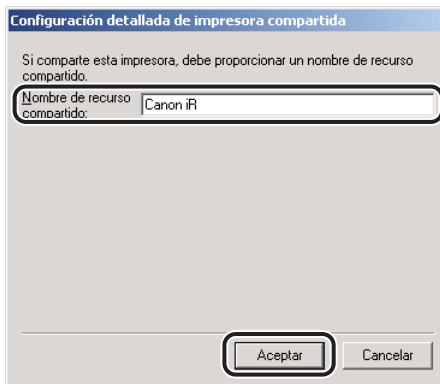 Configuración detallada de impresora compartida
Si comparte esta impresora, debe proporcionar un nombre de recurso
compartido.
Nombre de recurso
compartido:
Canon iR
Aceptar
Cancelar